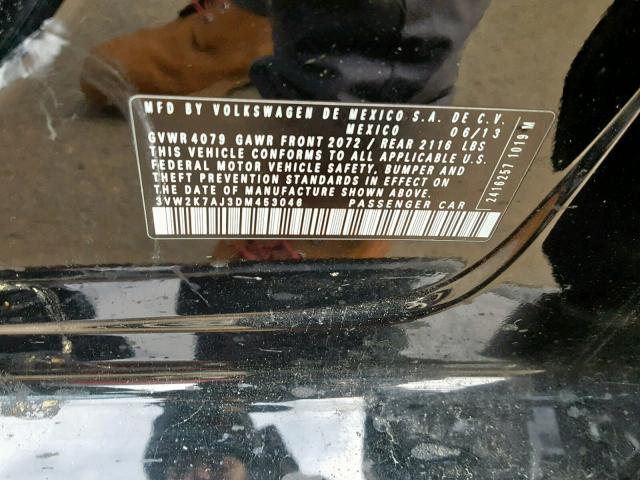 MFD BY VOLKSWAGEN DE MEXICO S.A. DE C.V.
MEXICO 06/13
GVWR 4079 GAWR FRONT 2072 / REAR 2116 LBS
THIS VEHICLE CONFORMS TO ALL APPLICABLE U.S.
FEDERAL MOTOR VEHICLE SAFETY, BUMPER AND
THEFT PREVENTION STANDARDS IN EFFECT ON
THE DATE OF MANUFACTURE SHOWN ABOVE.
3VW2K7AJ3DM453046 PASSENGER CAR
2416257 1019 M